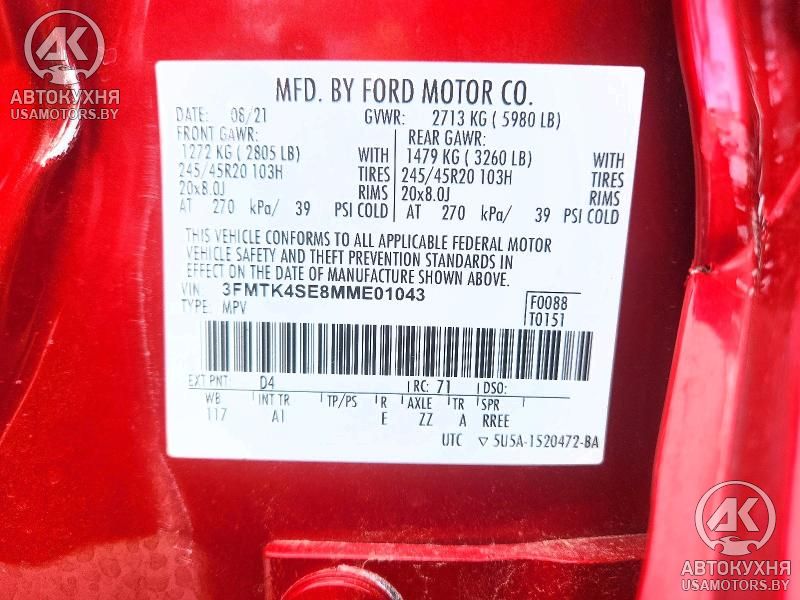 АК
АВТОКУХНЯ
USAMOTORS.BY
MFD. BY FORD MOTOR CO.
DATE: 08/21 GVWR: 2713 KG ( 5980 LB)
FRONT GAWR: REAR GAWR:
1272 KG ( 2805 LB) WITH 1479 KG ( 3260 LB) WITH
245/45R20 103H TIRES 245/45R20 103H TIRES
20x8.0J RIMS 20x8.0J RIMS
AT 270 kPa/ 39 PSI COLD AT 270 kPa/ 39 PSI COLD
THIS VEHICLE CONFORMS TO ALL APPLICABLE FEDERAL MOTOR
VEHICLE SAFETY AND THEFT PREVENTION STANDARDS IN
EFFECT ON THE DATE OF MANUFACTURE SHOWN ABOVE.
VIN: 3FMTK4SE8MME01043 F0088
TYPE: MPV T0151
EXT PNT: D4 RC: 71 DSO:
WB INT TR TP/PS R AXLE TR SPR
117 AI E ZZ A RREE
UTC ▽ 5U5A-1520472-BA
АК
АВТОКУХНЯ
USAMOTORS.BY